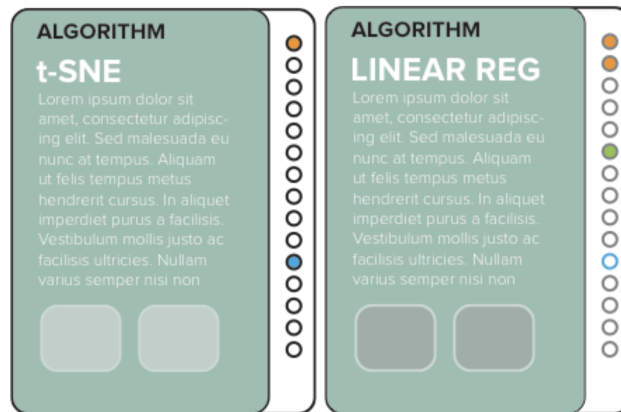 ALGORITHM
t-SNE
Lorem ipsum dolor sit
amet, consectetur adipisc-
ing elit. Sed malesuada eu
nunc at tempus. Aliquam
ut felis tempus metus
hendrerit cursus. In aliquet
imperdiet purus a facilisis.
Vestibulum mollis justo ac
facilisis ultricies. Nullam
varius semper nisi non
ALGORITHM
LINEAR REG
Lorem ipsum dolor sit
amet, consectetur adipisc-
ing elit. Sed malesuada eu
nunc at tempus. Aliquam
ut felis tempus metus
hendrerit cursus. In aliquet
imperdiet purus a facilisis.
Vestibulum mollis justo ac
facilisis ultricies. Nullam
varius semper nisi non